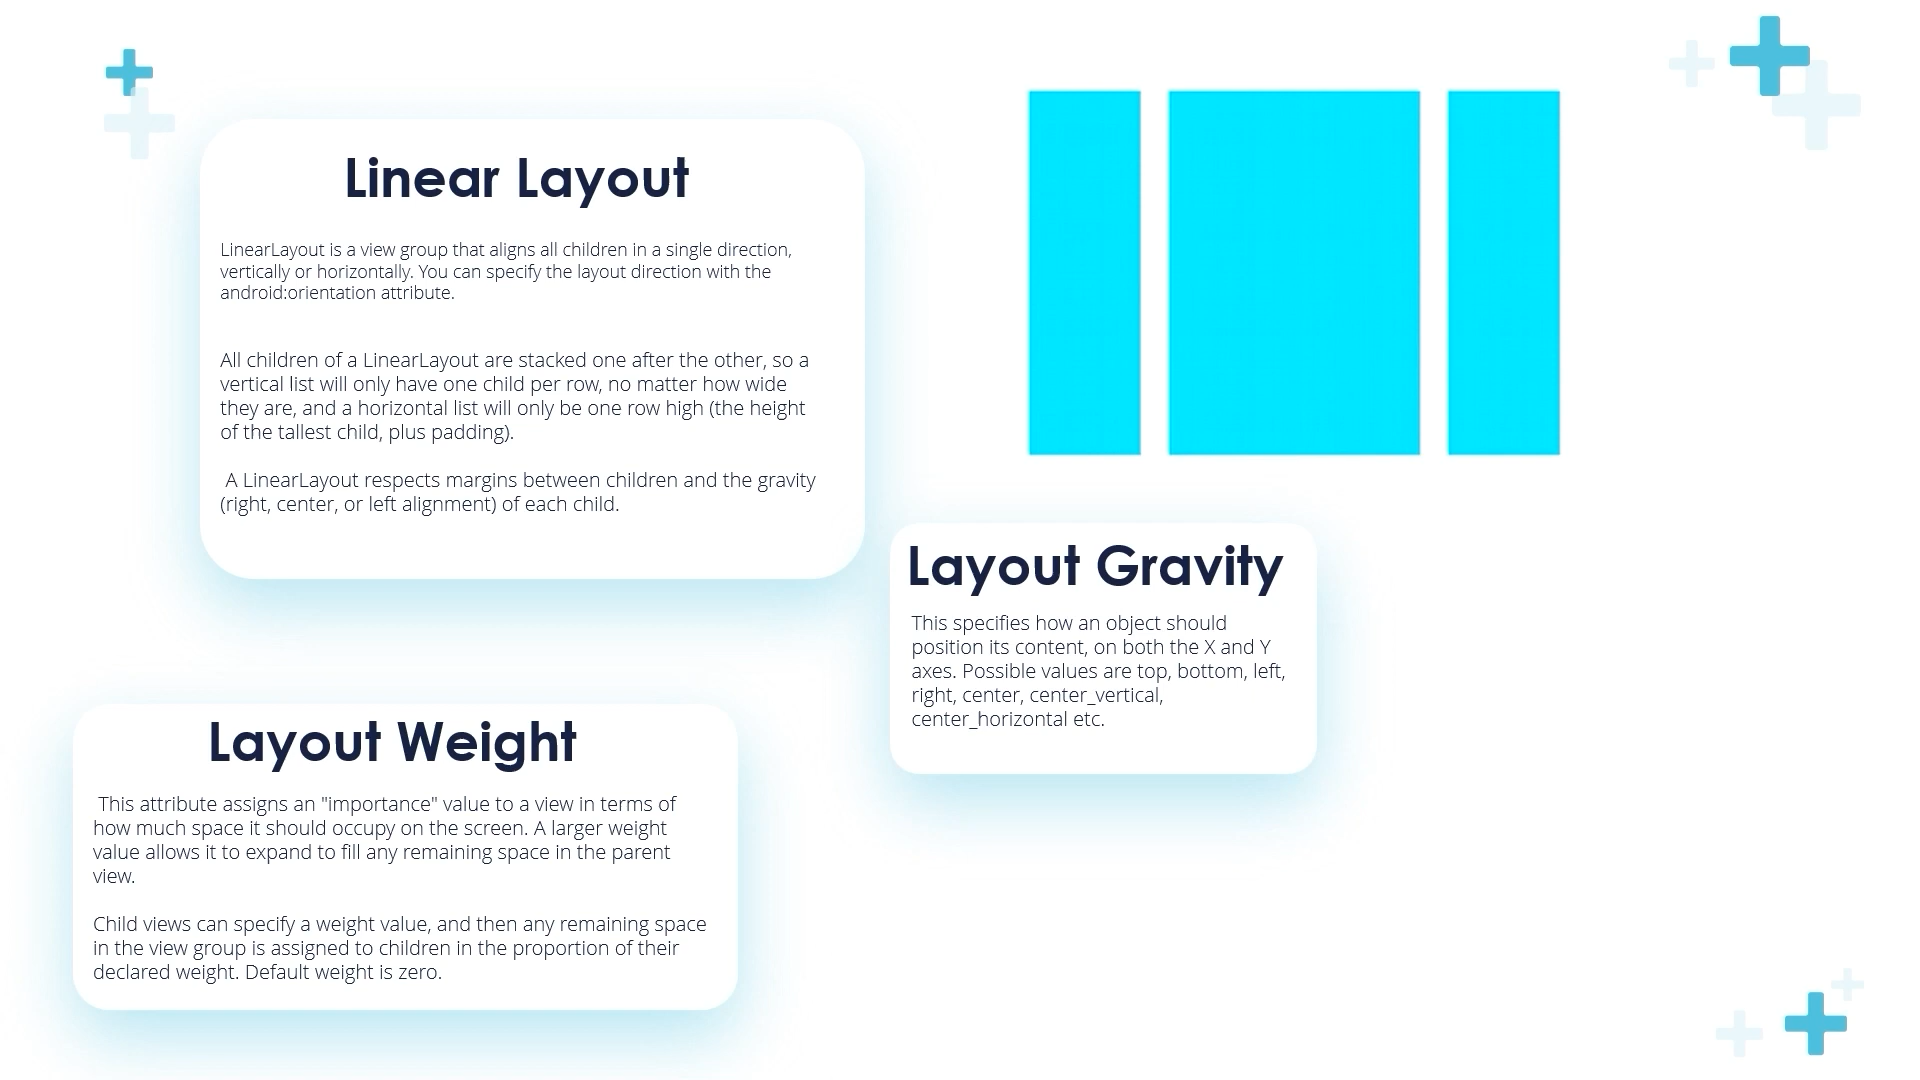 Linear Layout
LinearLayout is a view group that aligns all children in a single direction,
vertically or horizontally. You can specify the layout direction with the
android:orientation attribute.
All children of a LinearLayout are stacked one after the other, so a
vertical list will only have one child per row, no matter how wide
they are, and a horizontal list will only be one row high (the height
of the tallest child, plus padding).
A LinearLayout respects margins between children and the gravity
(right, center, or left alignment) of each child.
Layout Gravity
This specifies how an object should
position its content, on both the X and Y
axes. Possible values are top, bottom, left,
right, center, center_vertical,
center_horizontal etc.
Layout Weight
This attribute assigns an "importance" value to a view in terms of
how much space it should occupy on the screen. A larger weight
value allows it to expand to fill any remaining space in the parent
view.
Child views can specify a weight value, and then any remaining space
in the view group is assigned to children in the proportion of their
declared weight. Default weight is zero.